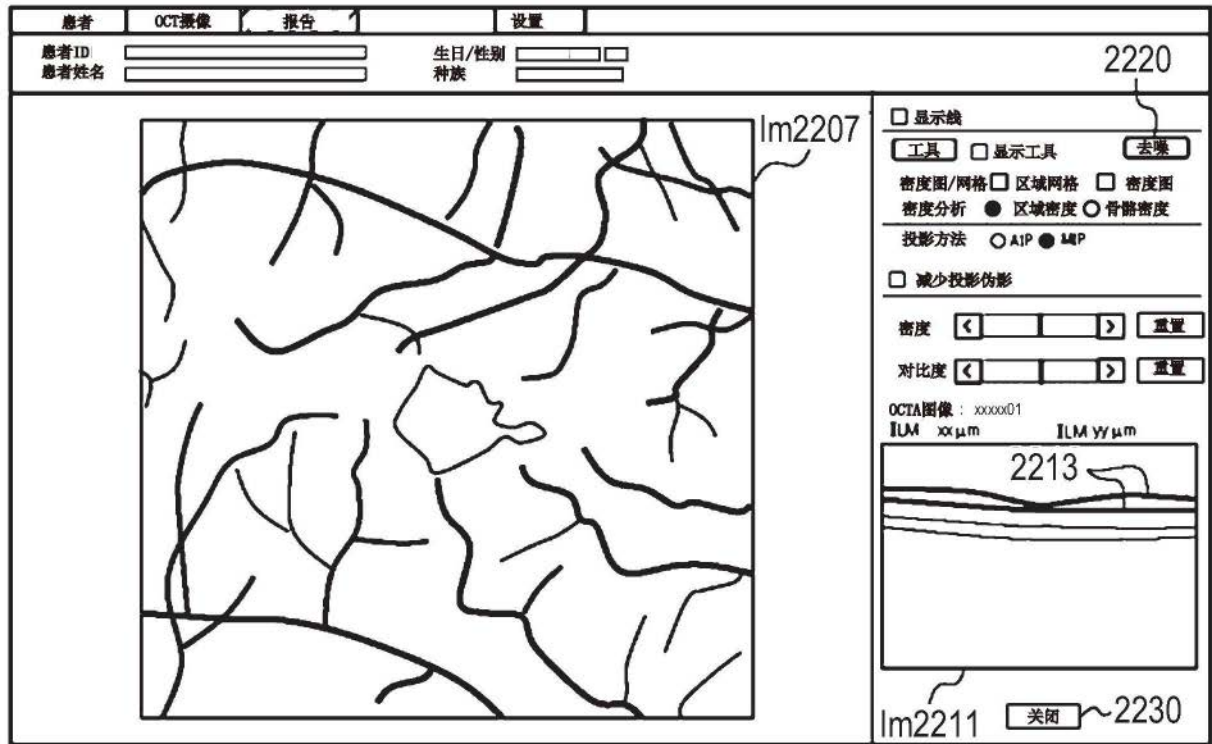 患者 OCT摄像 报告 设置
患者ID 生日/性别
患者姓名 种族
2220
Im2207
显示线
工具 显示工具 去噪
密度图/网格 区域网格 密度图
密度分析 区域密度 骨骼密度
投影方法 AIP MIP
减少投影伪影
密度 < > 重置
对比度 < > 重置
OCTA图像：xxxxx01
ILM xxμm ILM yyμm
2213
Im2211 关闭 2230